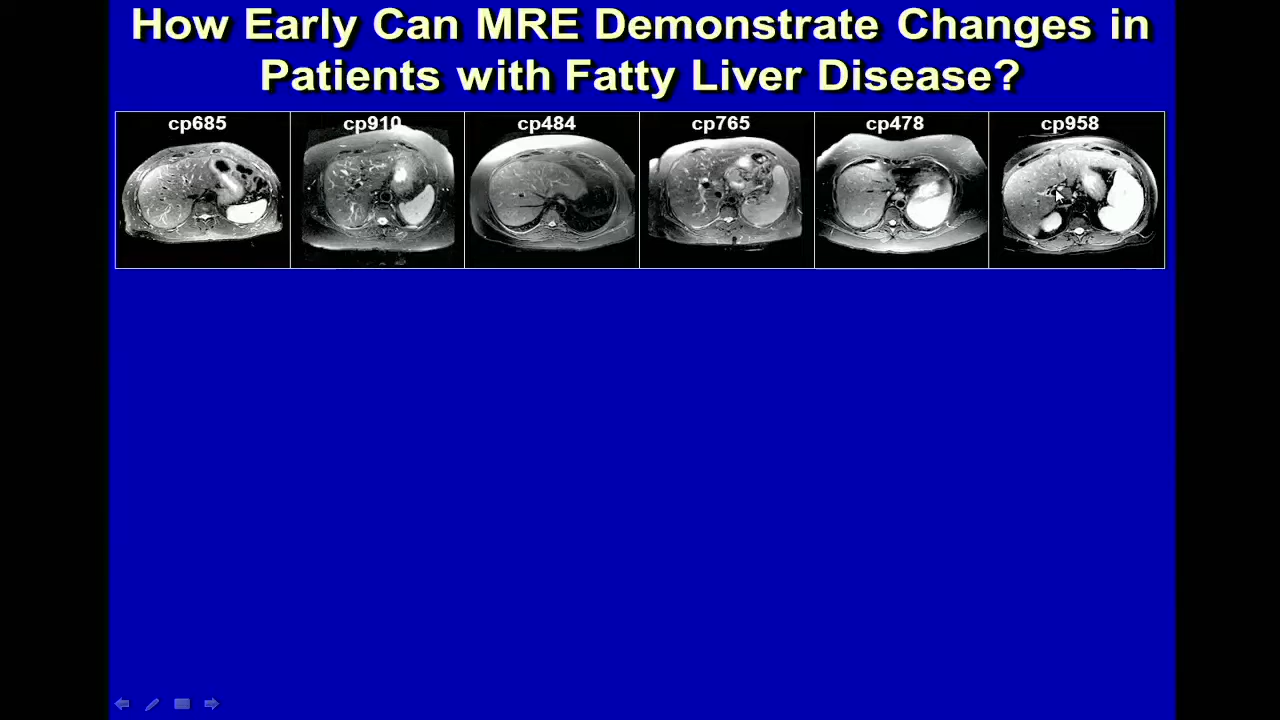 How Early Can MRE Demonstrate Changes in
Patients with Fatty Liver Disease?
cp685 cp910 cp484 cp765 cp478 cp958